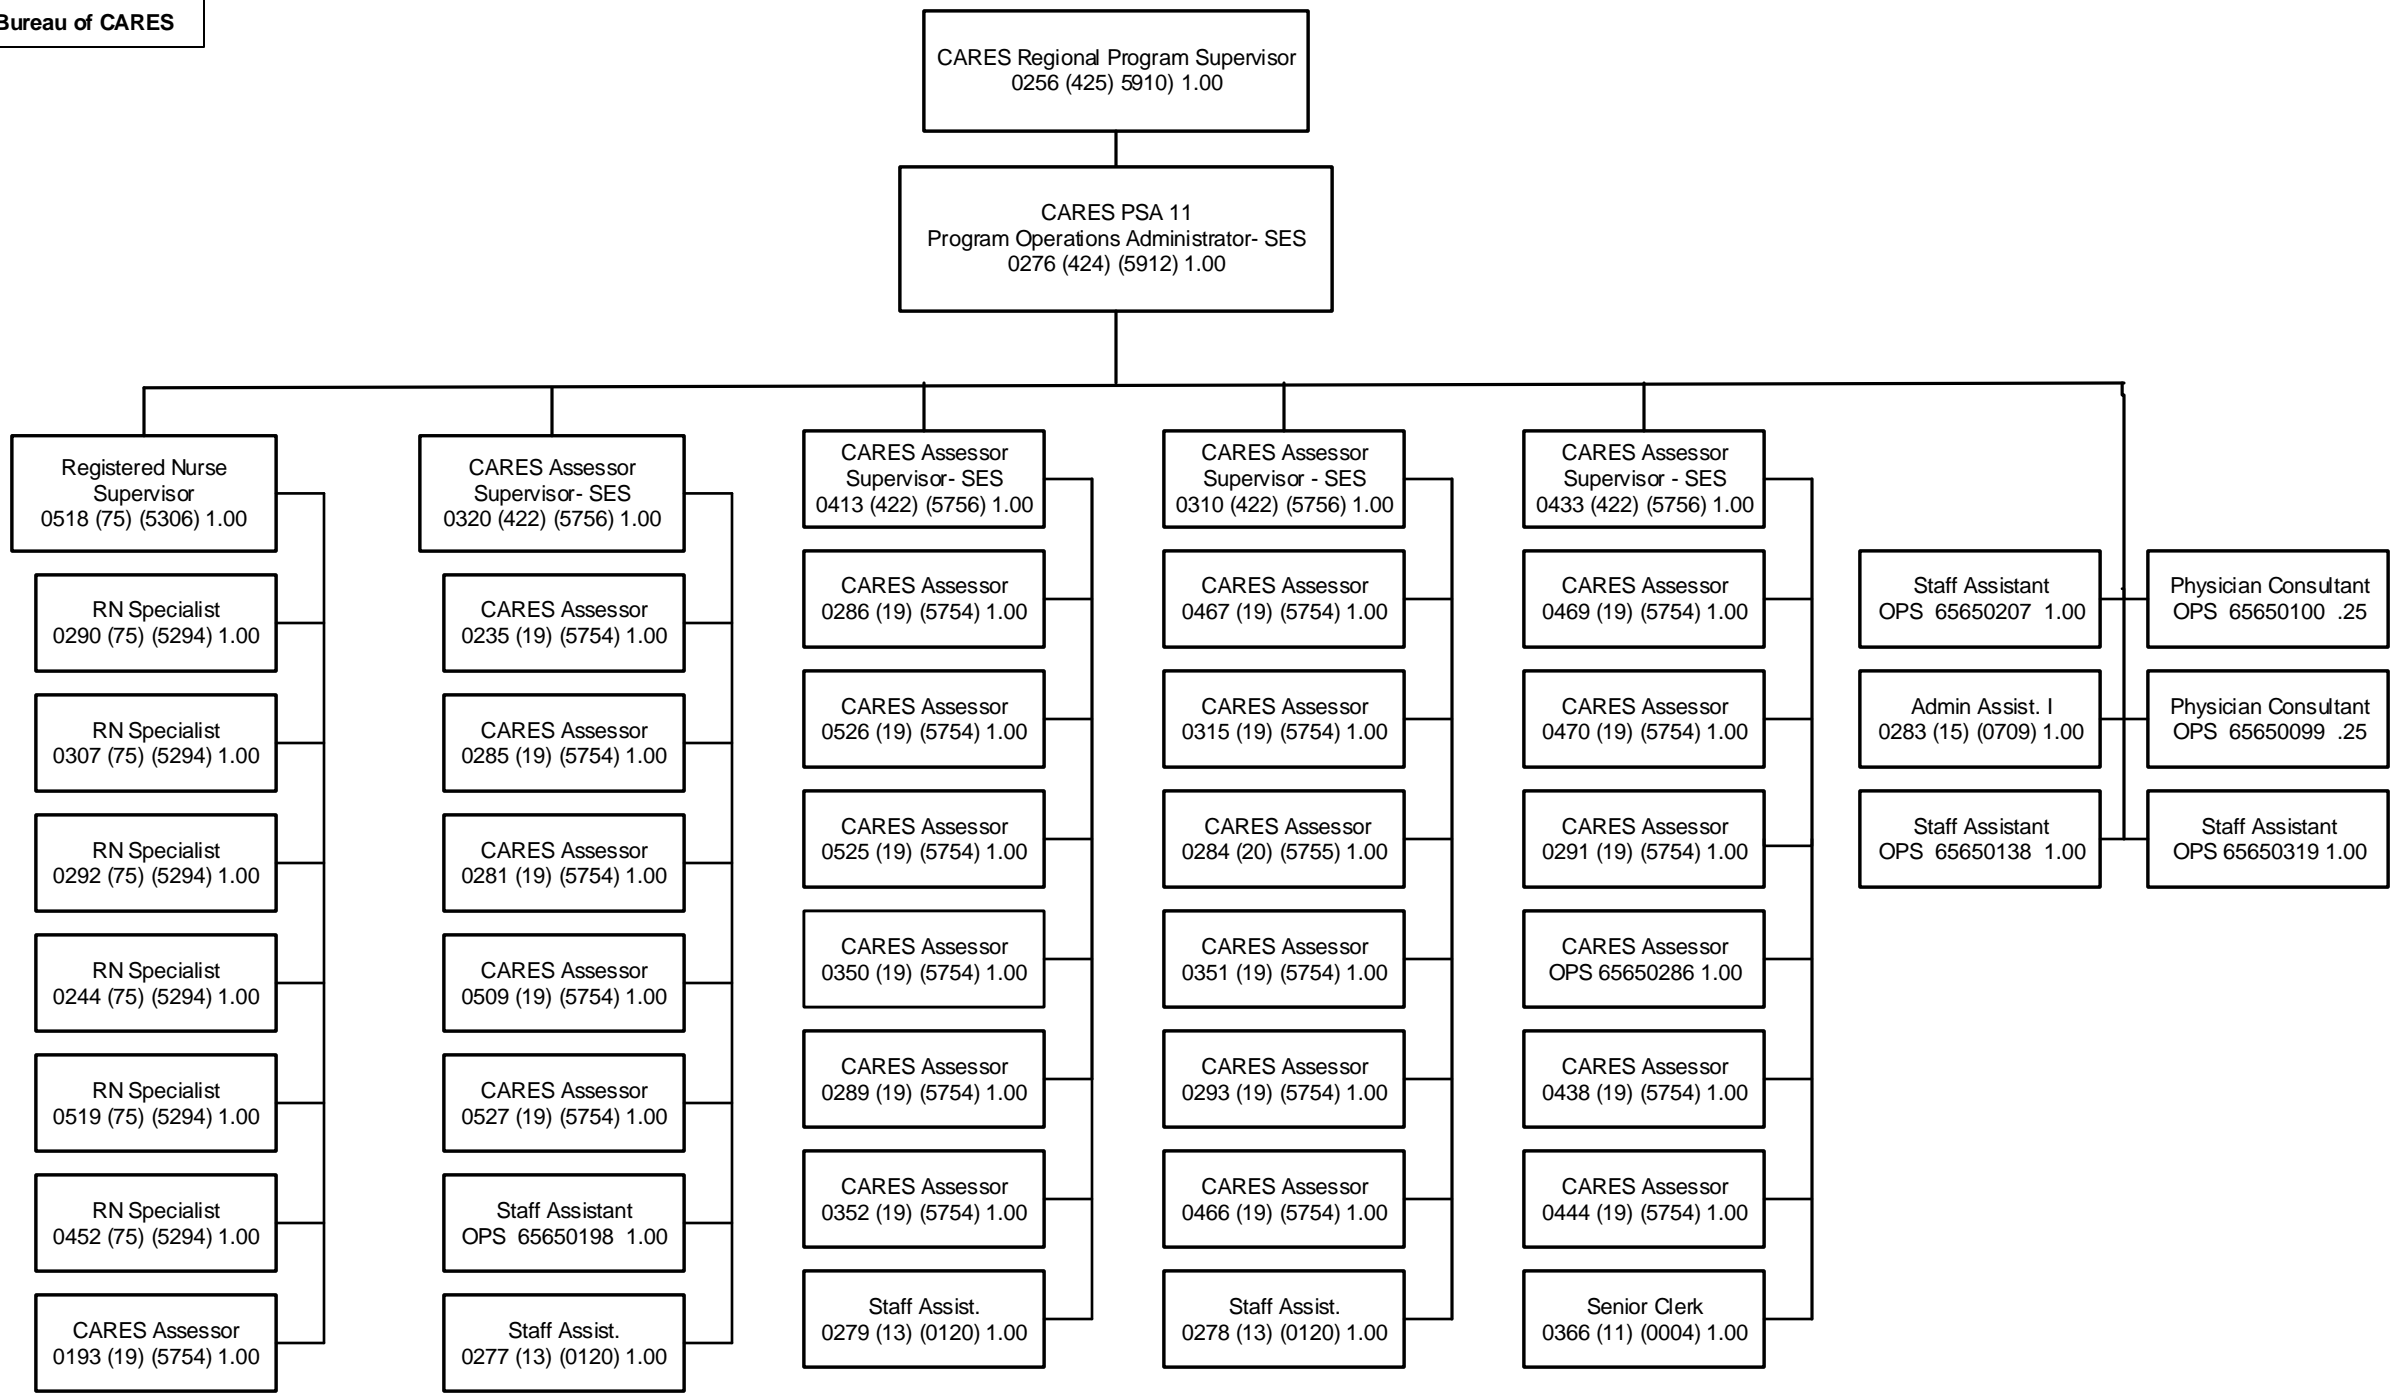 Bureau of CARES
CARES Regional Program Supervisor
0256 (425) 5910) 1.00
CARES PSA 11
Program Operations Administrator- SES
0276 (424) (5912) 1.00
Registered Nurse
Supervisor
0518 (75) (5306) 1.00
RN Specialist
0290 (75) (5294) 1.00
RN Specialist
0307 (75) (5294) 1.00
RN Specialist
0292 (75) (5294) 1.00
RN Specialist
0244 (75) (5294) 1.00
RN Specialist
0519 (75) (5294) 1.00
RN Specialist
0452 (75) (5294) 1.00
CARES Assessor
0193 (19) (5754) 1.00
CARES Assessor
Supervisor- SES
0320 (422) (5756) 1.00
CARES Assessor
0235 (19) (5754) 1.00
CARES Assessor
0285 (19) (5754) 1.00
CARES Assessor
0281 (19) (5754) 1.00
CARES Assessor
0509 (19) (5754) 1.00
CARES Assessor
0527 (19) (5754) 1.00
Staff Assistant
OPS 65650198 1.00
Staff Assist.
0277 (13) (0120) 1.00
CARES Assessor
Supervisor- SES
0413 (422) (5756) 1.00
CARES Assessor
0286 (19) (5754) 1.00
CARES Assessor
0526 (19) (5754) 1.00
CARES Assessor
0525 (19) (5754) 1.00
CARES Assessor
0350 (19) (5754) 1.00
CARES Assessor
0289 (19) (5754) 1.00
CARES Assessor
0352 (19) (5754) 1.00
Staff Assist.
0279 (13) (0120) 1.00
CARES Assessor
Supervisor - SES
0310 (422) (5756) 1.00
CARES Assessor
0467 (19) (5754) 1.00
CARES Assessor
0315 (19) (5754) 1.00
CARES Assessor
0284 (20) (5755) 1.00
CARES Assessor
0351 (19) (5754) 1.00
CARES Assessor
0293 (19) (5754) 1.00
CARES Assessor
0466 (19) (5754) 1.00
Staff Assist.
0278 (13) (0120) 1.00
CARES Assessor
Supervisor - SES
0433 (422) (5756) 1.00
CARES Assessor
0469 (19) (5754) 1.00
CARES Assessor
0470 (19) (5754) 1.00
CARES Assessor
0291 (19) (5754) 1.00
CARES Assessor
OPS 65650286 1.00
CARES Assessor
0438 (19) (5754) 1.00
CARES Assessor
0444 (19) (5754) 1.00
Senior Clerk
0366 (11) (0004) 1.00
Staff Assistant
OPS 65650207 1.00
Admin Assist. I
0283 (15) (0709) 1.00
Staff Assistant
OPS 65650138 1.00
Physician Consultant
OPS 65650100 .25
Physician Consultant
OPS 65650099 .25
Staff Assistant
OPS 65650319 1.00